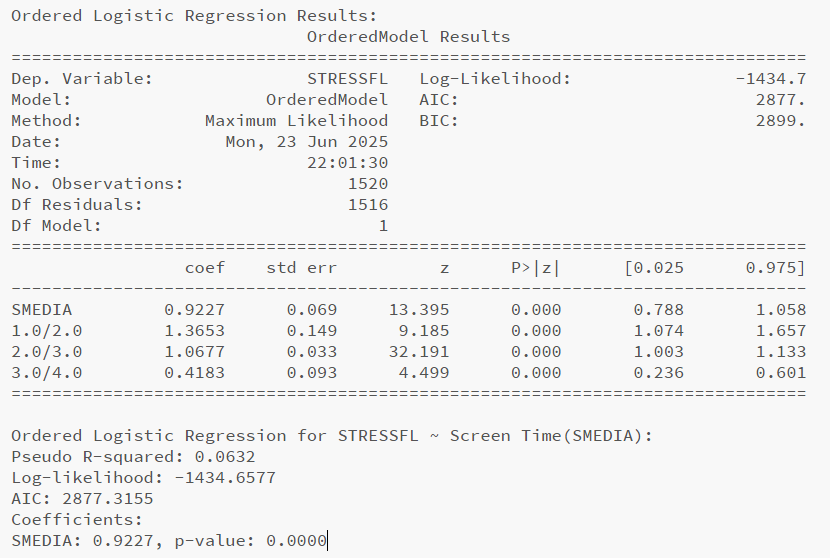 Ordered Logistic Regression Results:
                             OrderedModel Results
==============================================================================
Dep. Variable:               STRESSFL   Log-Likelihood:                -1434.7
Model:                   OrderedModel   AIC:                             2877.
Method:            Maximum Likelihood   BIC:                             2899.
Date:                Mon, 23 Jun 2025
Time:                        22:01:30
No. Observations:                1520
Df Residuals:                    1516
Df Model:                           1
==============================================================================
                 coef    std err          z      P>|z|      [0.025      0.975]
------------------------------------------------------------------------------
SMEDIA         0.9227      0.069     13.395      0.000       0.788       1.058
1.0/2.0        1.3653      0.149      9.185      0.000       1.074       1.657
2.0/3.0        1.0677      0.033     32.191      0.000       1.003       1.133
3.0/4.0        0.4183      0.093      4.499      0.000       0.236       0.601
==============================================================================

Ordered Logistic Regression for STRESSFL ~ Screen Time(SMEDIA):
Pseudo R-squared: 0.0632
Log-likelihood: -1434.6577
AIC: 2877.3155
Coefficients:
SMEDIA: 0.9227, p-value: 0.0000